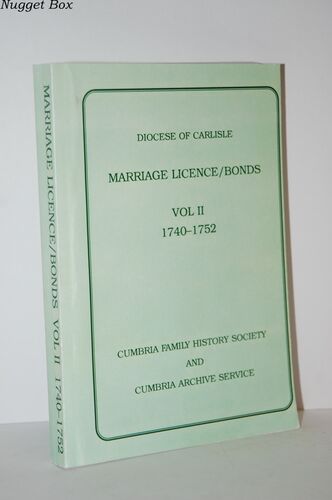 Nugget Box
DIOCESE OF CARLISLE
MARRIAGE LICENCE/BONDS
VOL II
1740-1752
CUMBRIA FAMILY HISTORY SOCIETY
AND
CUMBRIA ARCHIVE SERVICE
MARRIAGE LICENCE/BONDS VOL II 1740-1752